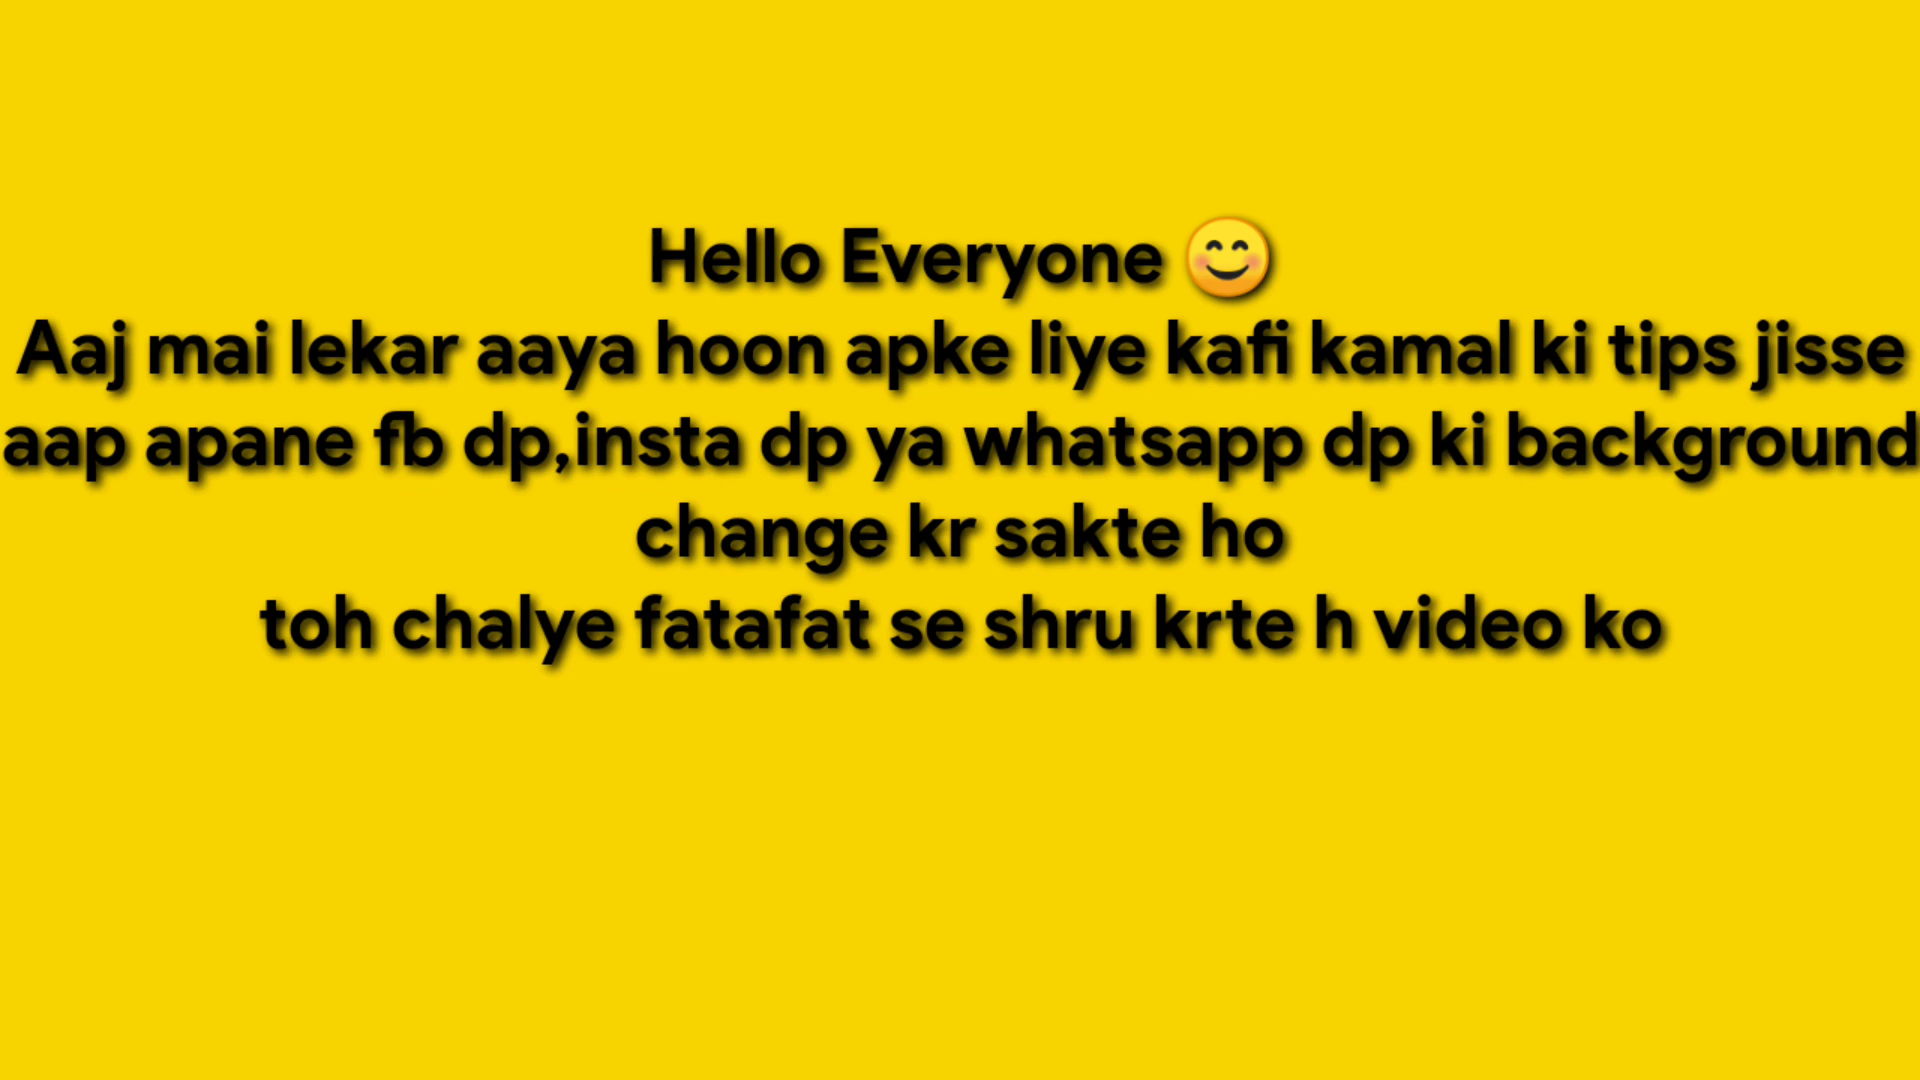 Hello Everyone 😊
Aaj mai lekar aaya hoon apke liye kafi kamal ki tips jisse
aap apane fb dp,insta dp ya whatsapp dp ki background
change kr sakte ho
toh chalye fatafat se shru krte h video ko